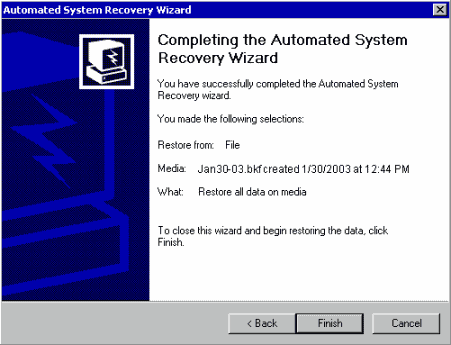 Automated System Recovery Wizard
Completing the Automated System
Recovery Wizard
You have successfully completed the Automated System
Recovery wizard.
You made the following selections:
Restore from: File
Media: Jan30-03.bkf created 1/30/2003 at 12:44 PM
What: Restore all data on media
To close this wizard and begin restoring the data, click
Finish.
< Back Finish Cancel